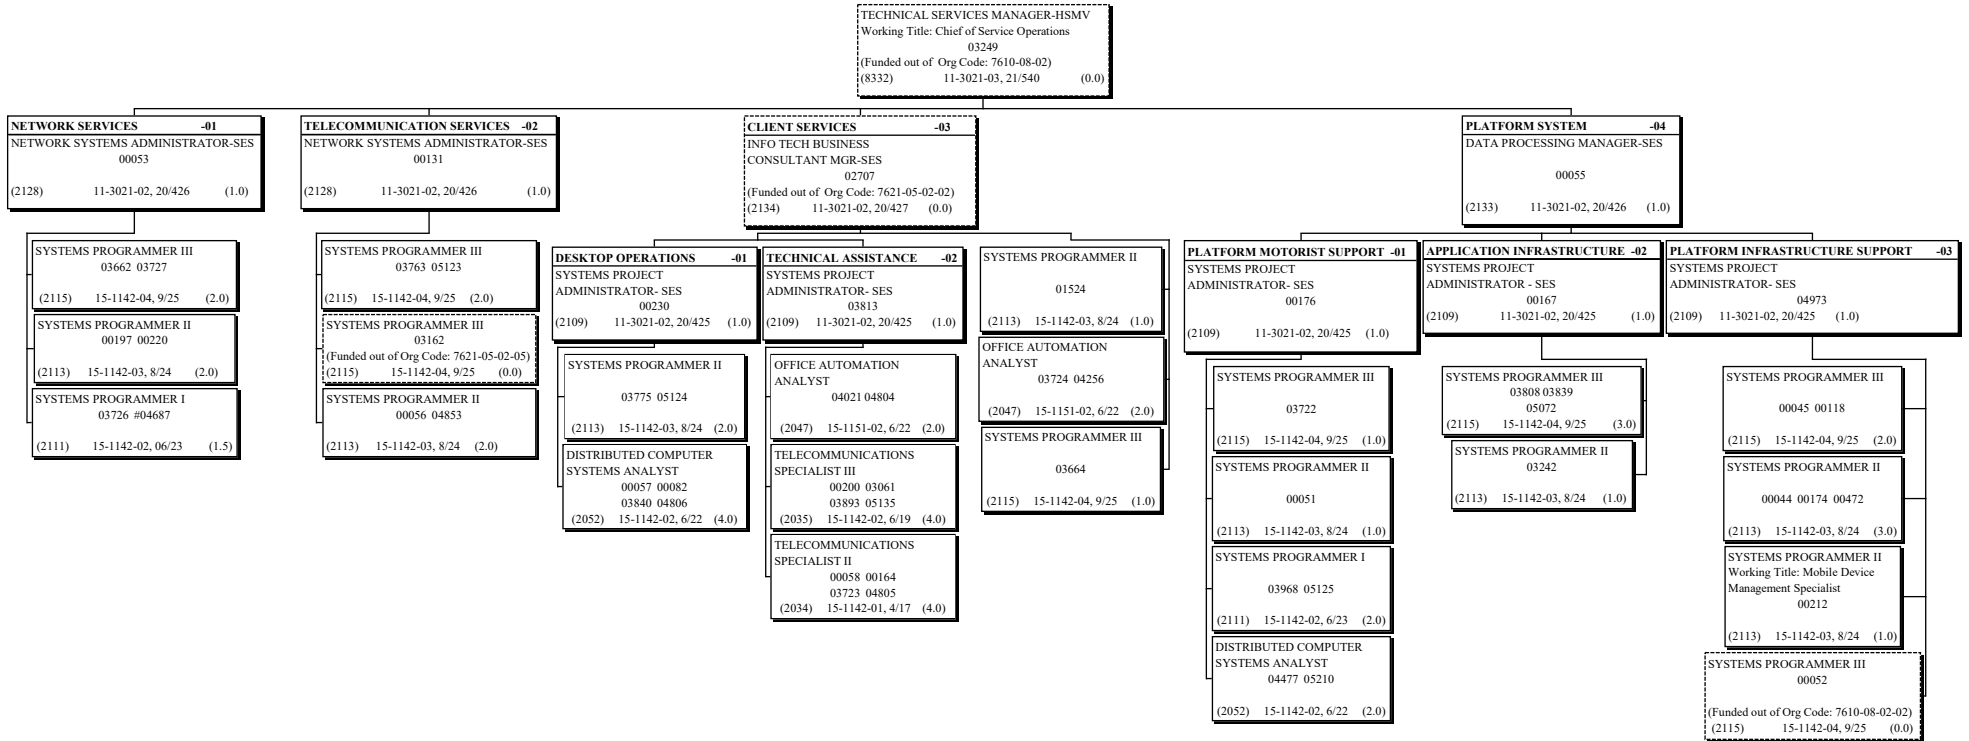 TECHNICAL SERVICES MANAGER-HSMV
Working Title: Chief of Service Operations
03249
(Funded out of Org Code: 7610-08-02)
(8332) 11-3021-03, 21/540 (0.0)
NETWORK SERVICES -01
NETWORK SYSTEMS ADMINISTRATOR-SES
00053
(2128) 11-3021-02, 20/426 (1.0)
SYSTEMS PROGRAMMER III
03662 03727
(2115) 15-1142-04, 9/25 (2.0)
SYSTEMS PROGRAMMER II
00197 00220
(2113) 15-1142-03, 8/24 (2.0)
SYSTEMS PROGRAMMER I
03726 #04687
(2111) 15-1142-02, 06/23 (1.5)
TELECOMMUNICATION SERVICES -02
NETWORK SYSTEMS ADMINISTRATOR-SES
00131
(2128) 11-3021-02, 20/426 (1.0)
SYSTEMS PROGRAMMER III
03763 05123
(2115) 15-1142-04, 9/25 (2.0)
SYSTEMS PROGRAMMER III
03162
(Funded out of Org Code: 7621-05-02-05)
(2115) 15-1142-04, 9/25 (0.0)
SYSTEMS PROGRAMMER II
00056 04853
(2113) 15-1142-03, 8/24 (2.0)
CLIENT SERVICES -03
INFO TECH BUSINESS
CONSULTANT MGR-SES
02707
(Funded out of Org Code: 7621-05-02-02)
(2134) 11-3021-02, 20/427 (0.0)
DESKTOP OPERATIONS -01
SYSTEMS PROJECT
ADMINISTRATOR- SES
00230
(2109) 11-3021-02, 20/425 (1.0)
SYSTEMS PROGRAMMER II
03775 05124
(2113) 15-1142-03, 8/24 (2.0)
DISTRIBUTED COMPUTER
SYSTEMS ANALYST
00057 00082
03840 04806
(2052) 15-1142-02, 6/22 (4.0)
TECHNICAL ASSISTANCE -02
SYSTEMS PROJECT
ADMINISTRATOR- SES
03813
(2109) 11-3021-02, 20/425 (1.0)
OFFICE AUTOMATION
ANALYST
04021 04804
(2047) 15-1151-02, 6/22 (2.0)
TELECOMMUNICATIONS
SPECIALIST III
00200 03061
03893 05135
(2035) 15-1142-02, 6/19 (4.0)
TELECOMMUNICATIONS
SPECIALIST II
00058 00164
03723 04805
(2034) 15-1142-01, 4/17 (4.0)
SYSTEMS PROGRAMMER II
01524
(2113) 15-1142-03, 8/24 (1.0)
OFFICE AUTOMATION
ANALYST
03724 04256
(2047) 15-1151-02, 6/22 (2.0)
SYSTEMS PROGRAMMER III
03664
(2115) 15-1142-04, 9/25 (1.0)
PLATFORM SYSTEM -04
DATA PROCESSING MANAGER-SES
00055
(2133) 11-3021-02, 20/426 (1.0)
PLATFORM MOTORIST SUPPORT -01
SYSTEMS PROJECT
ADMINISTRATOR- SES
00176
(2109) 11-3021-02, 20/425 (1.0)
SYSTEMS PROGRAMMER III
03722
(2115) 15-1142-04, 9/25 (1.0)
SYSTEMS PROGRAMMER II
00051
(2113) 15-1142-03, 8/24 (1.0)
SYSTEMS PROGRAMMER I
03968 05125
(2111) 15-1142-02, 6/23 (2.0)
DISTRIBUTED COMPUTER
SYSTEMS ANALYST
04477 05210
(2052) 15-1142-02, 6/22 (2.0)
APPLICATION INFRASTRUCTURE -02
SYSTEMS PROJECT
ADMINISTRATOR - SES
00167
(2109) 11-3021-02, 20/425 (1.0)
SYSTEMS PROGRAMMER III
03808 03839
05072
(2115) 15-1142-04, 9/25 (3.0)
SYSTEMS PROGRAMMER II
03242
(2113) 15-1142-03, 8/24 (1.0)
PLATFORM INFRASTRUCTURE SUPPORT -03
SYSTEMS PROJECT
ADMINISTRATOR - SES
04973
(2109) 11-3021-02, 20/425 (1.0)
SYSTEMS PROGRAMMER III
00045 00118
(2115) 15-1142-04, 9/25 (2.0)
SYSTEMS PROGRAMMER II
00044 00174 00472
(2113) 15-1142-03, 8/24 (3.0)
SYSTEMS PROGRAMMER II
Working Title: Mobile Device
Management Specialist
00212
(2113) 15-1142-03, 8/24 (1.0)
SYSTEMS PROGRAMMER III
00052
(Funded out of Org Code: 7610-08-02-02)
(2115) 15-1142-04, 9/25 (0.0)